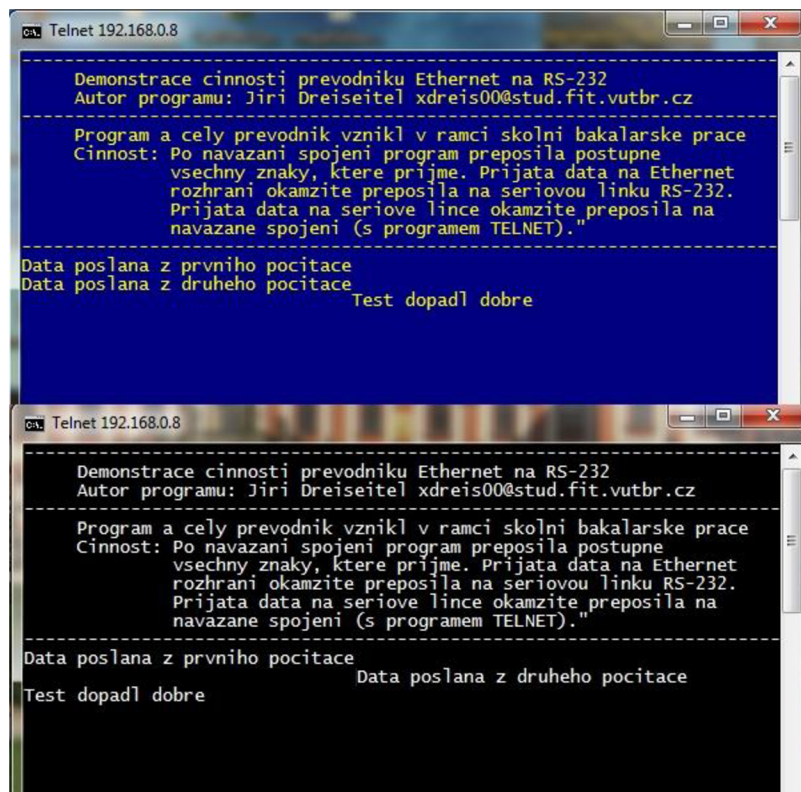 Telnet 192.168.0.8
--------------------------------------------------------------------------
Demonstrace cinnosti prevodniku Ethernet na RS-232
Autor programu: Jiri Dreiseitel xdreis00@stud.fit.vutbr.cz
--------------------------------------------------------------------------
Program a cely prevodnik vznikl v ramci skolni bakalarske prace
Cinnost: Po navazani spojeni program preposila postupne
vsechny znaky, ktere prijme. Prijata data na Ethernet
rozhrani okamzite preposila na seriovou linku RS-232.
Prijata data na seriove lince okamzite preposila na
navazane spojeni (s programem TELNET)."
--------------------------------------------------------------------------
Data poslana z prvniho pocitace
Data poslana z druheho pocitace
Test dopadl dobre
Telnet 192.168.0.8
--------------------------------------------------------------------------
Demonstrace cinnosti prevodniku Ethernet na RS-232
Autor programu: Jiri Dreiseitel xdreis00@stud.fit.vutbr.cz
--------------------------------------------------------------------------
Program a cely prevodnik vznikl v ramci skolni bakalarske prace
Cinnost: Po navazani spojeni program preposila postupne
vsechny znaky, ktere prijme. Prijata data na Ethernet
rozhrani okamzite preposila na seriovou linku RS-232.
Prijata data na seriove lince okamzite preposila na
navazane spojeni (s programem TELNET)."
--------------------------------------------------------------------------
Data poslana z prvniho pocitace
Data poslana z druheho pocitace
Test dopadl dobre